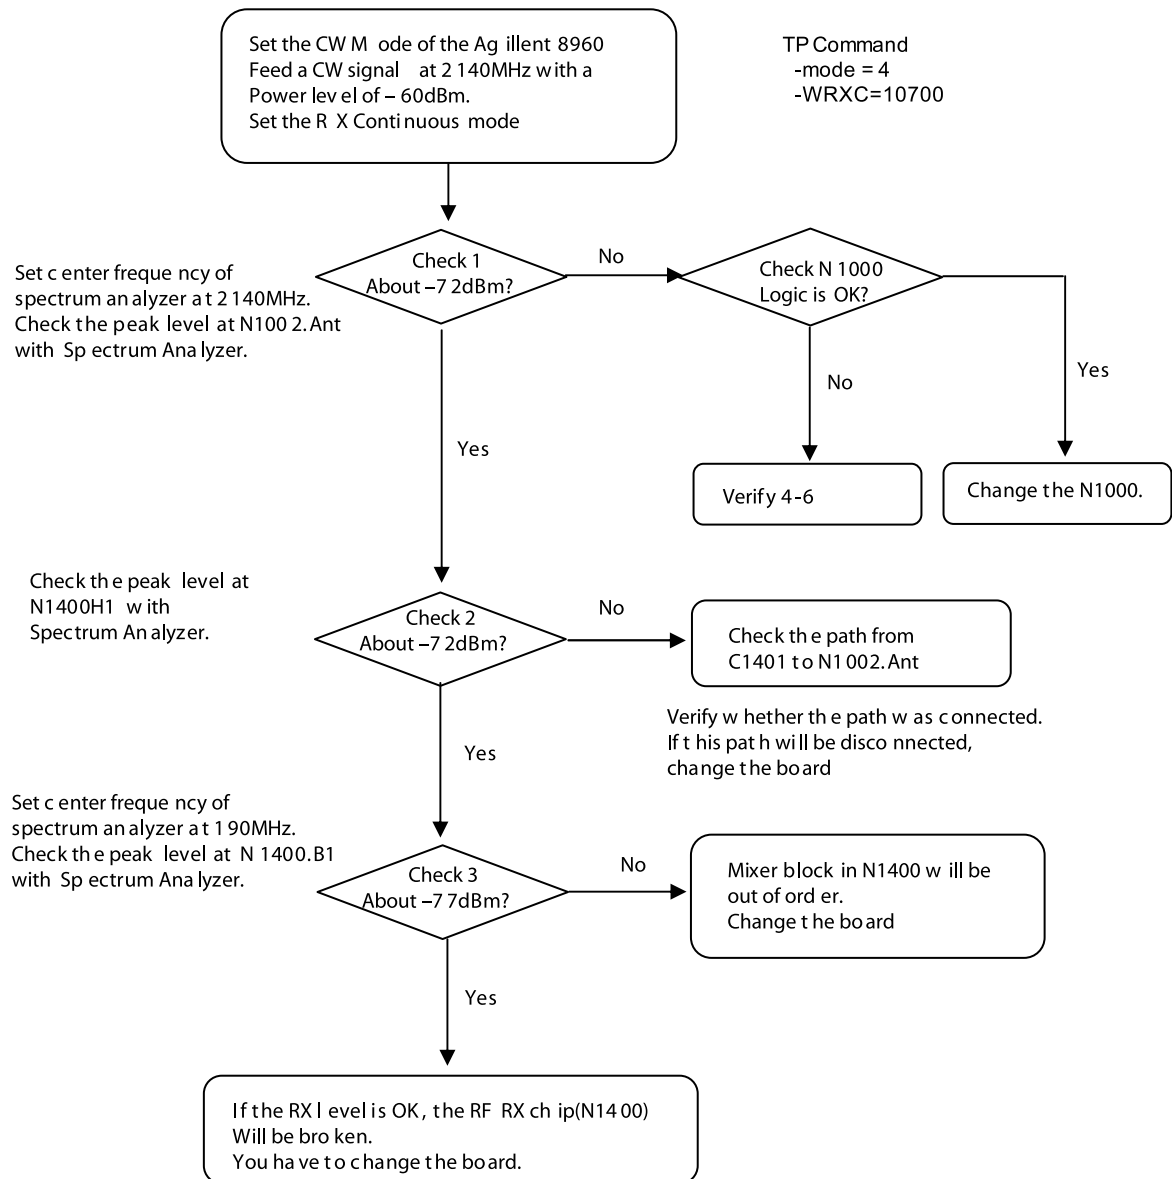 Set the CW Mode of the Agillent 8960
Feed a CW signal at 2140MHz with a
Power level of – 60dBm.
Set the RX Continuous mode
TP Command
-mode = 4
-WRXC=10700
Set center frequency of
spectrum analyzer at 2140MHz.
Check the peak level at N1002.Ant
with Spectrum Analyzer.
Check 1
About –72dBm?
No
Check N1000
Logic is OK?
No
Yes
Yes
Verify 4-6
Change the N1000.
Check the peak level at
N1400H1 with
Spectrum Analyzer.
Check 2
About –72dBm?
No
Check the path from
C1401 to N1002.Ant
Verify whether the path was connected.
If this path will be disconnected,
change the board
Yes
Set center frequency of
spectrum analyzer at 190MHz.
Check the peak level at N1400.B1
with Spectrum Analyzer.
Check 3
About –77dBm?
No
Mixer block in N1400 will be
out of order.
Change the board
Yes
If the RX level is OK, the RF RX chip(N1400)
Will be broken.
You have to change the board.